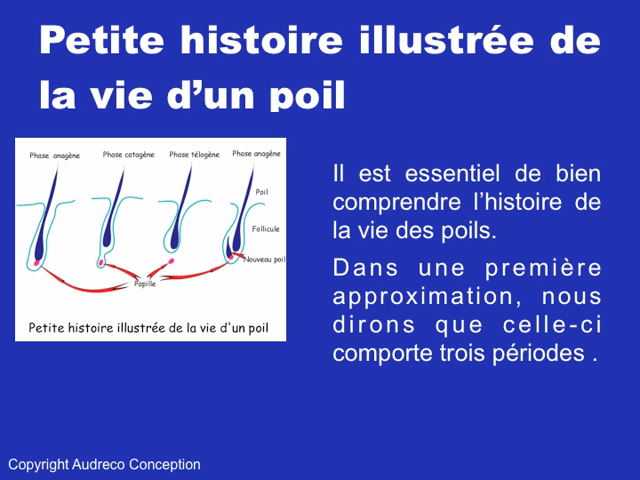 Petite histoire illustrée de
la vie d’un poil
Phase anagène
Phase catagène
Phase télogène
Phase anagène
Poil
Follicule
Nouveau poil
Papille
Petite histoire illustrée de la vie d'un poil
Il est essentiel de bien
comprendre l’histoire de
la vie des poils.
Dans une première
approximation, nous
dirons que celle-ci
comporte trois périodes .
Copyright Audreco Conception